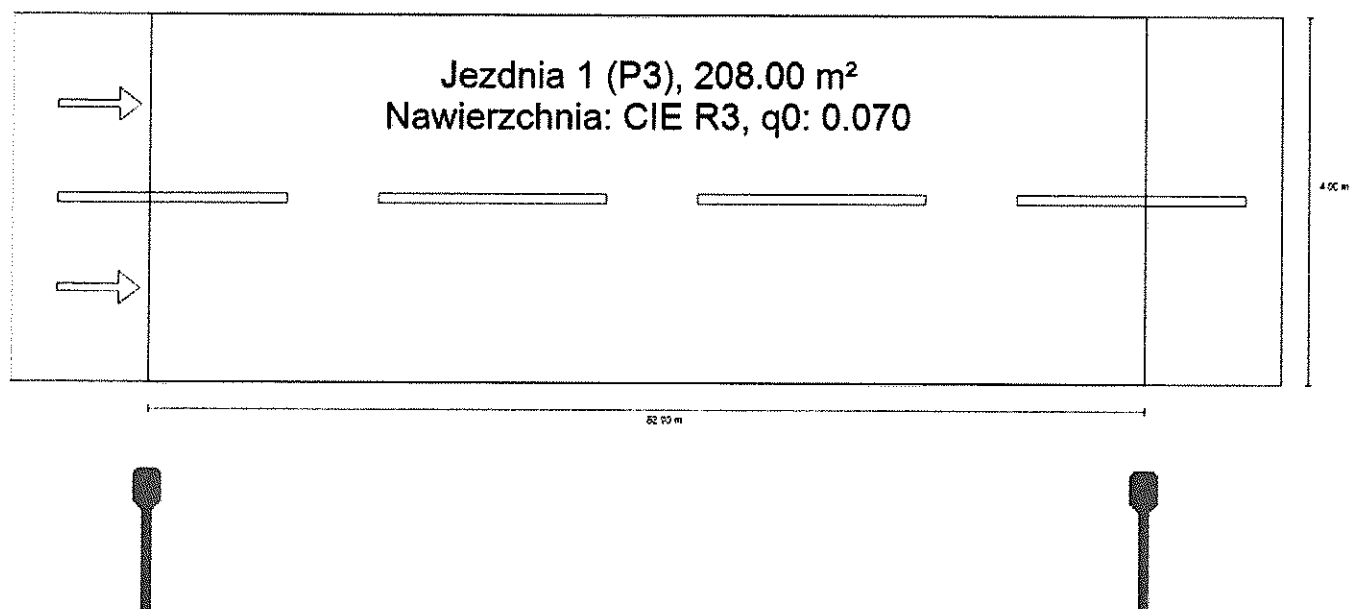 Jezdnia 1 (P3), 208.00 m²
Nawierzchnia: CIE R3, q0: 0.070
4.00 m
52.00 m